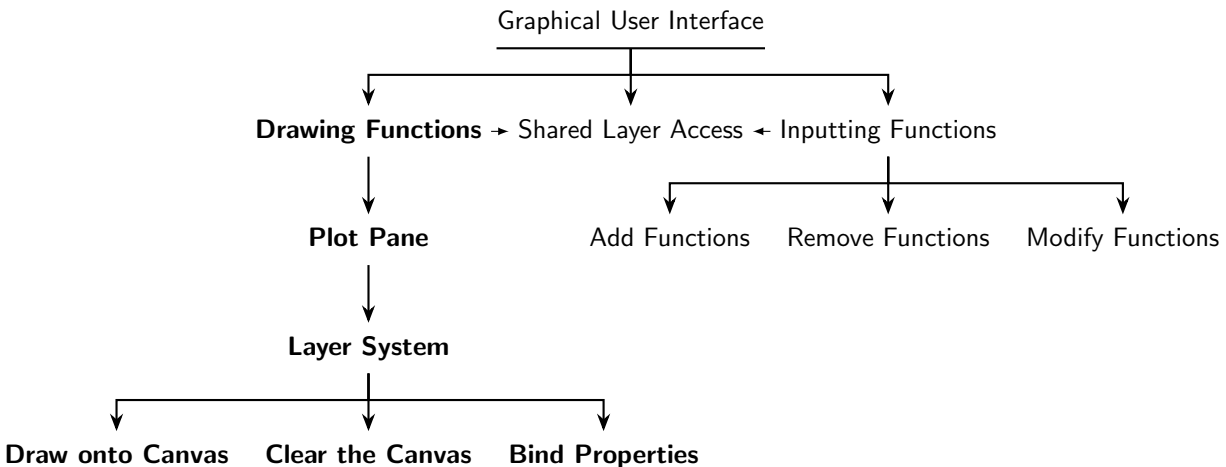 Graphical User Interface
Drawing Functions Shared Layer Access Inputting Functions
Plot Pane Add Functions Remove Functions Modify Functions
Layer System
Draw onto Canvas Clear the Canvas Bind Properties